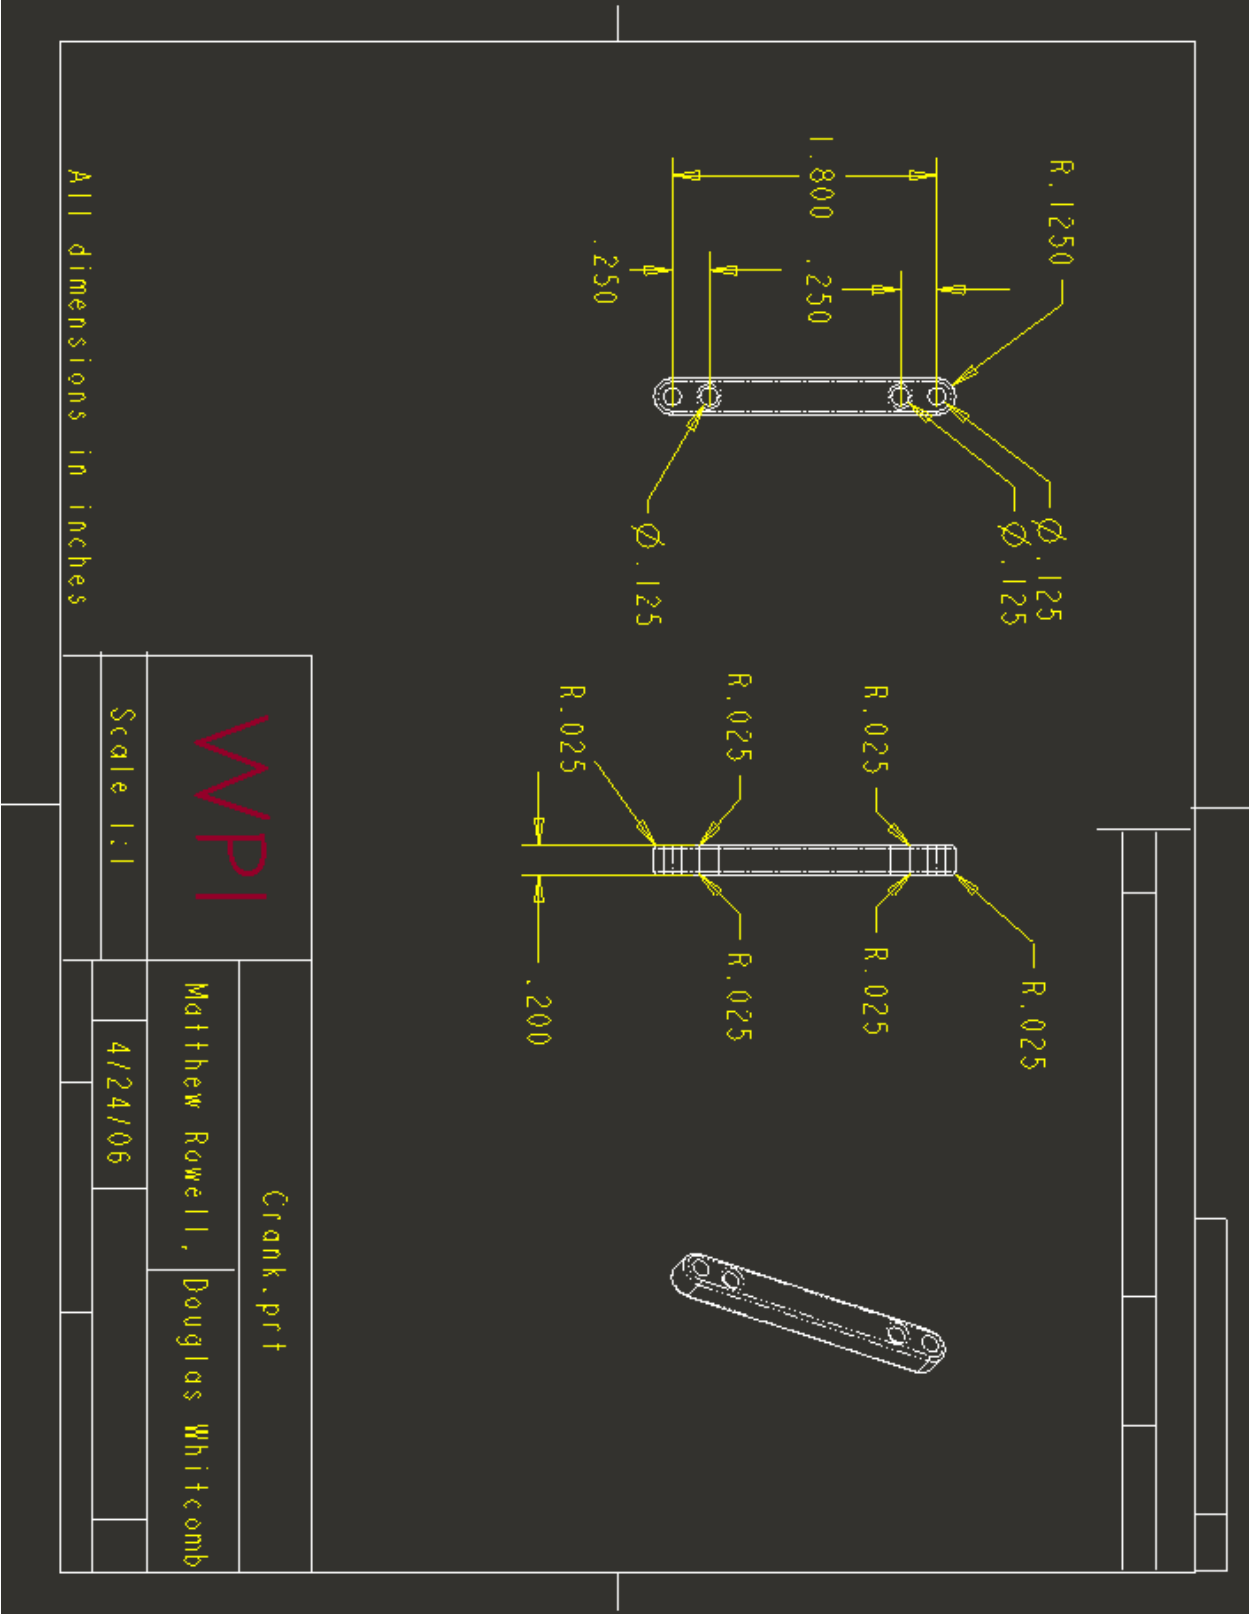 R.1250
1.800
.250
.250
Ø.125
Ø.125
Ø.125
R.025
R.025
R.025
R.025
R.025
R.025
.200
All dimensions in inches
WPI
Scale 1:1
Crank.prt
Matthew Rowell, Douglas Whitcomb
4/24/06